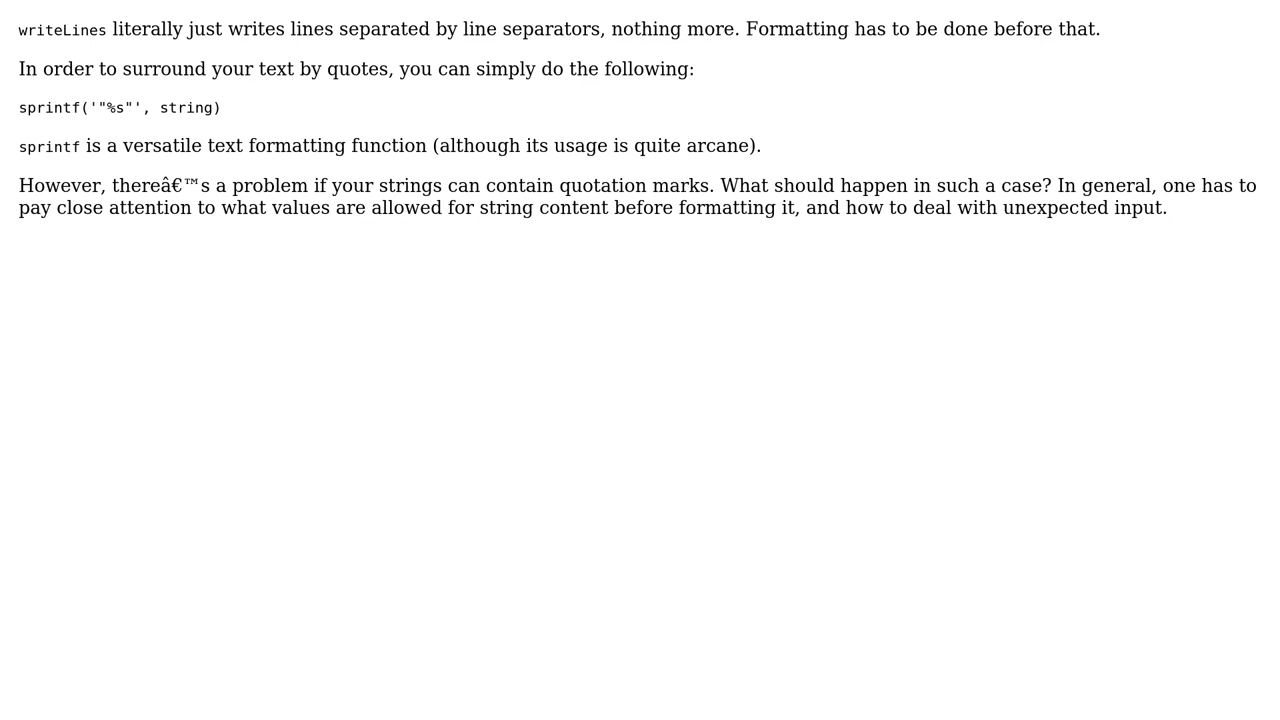 writeLines literally just writes lines separated by line separators, nothing more. Formatting has to be done before that.
In order to surround your text by quotes, you can simply do the following:
sprintf('"%s"', string)
sprintf is a versatile text formatting function (although its usage is quite arcane).
However, thereâ€™s a problem if your strings can contain quotation marks. What should happen in such a case? In general, one has to
pay close attention to what values are allowed for string content before formatting it, and how to deal with unexpected input.